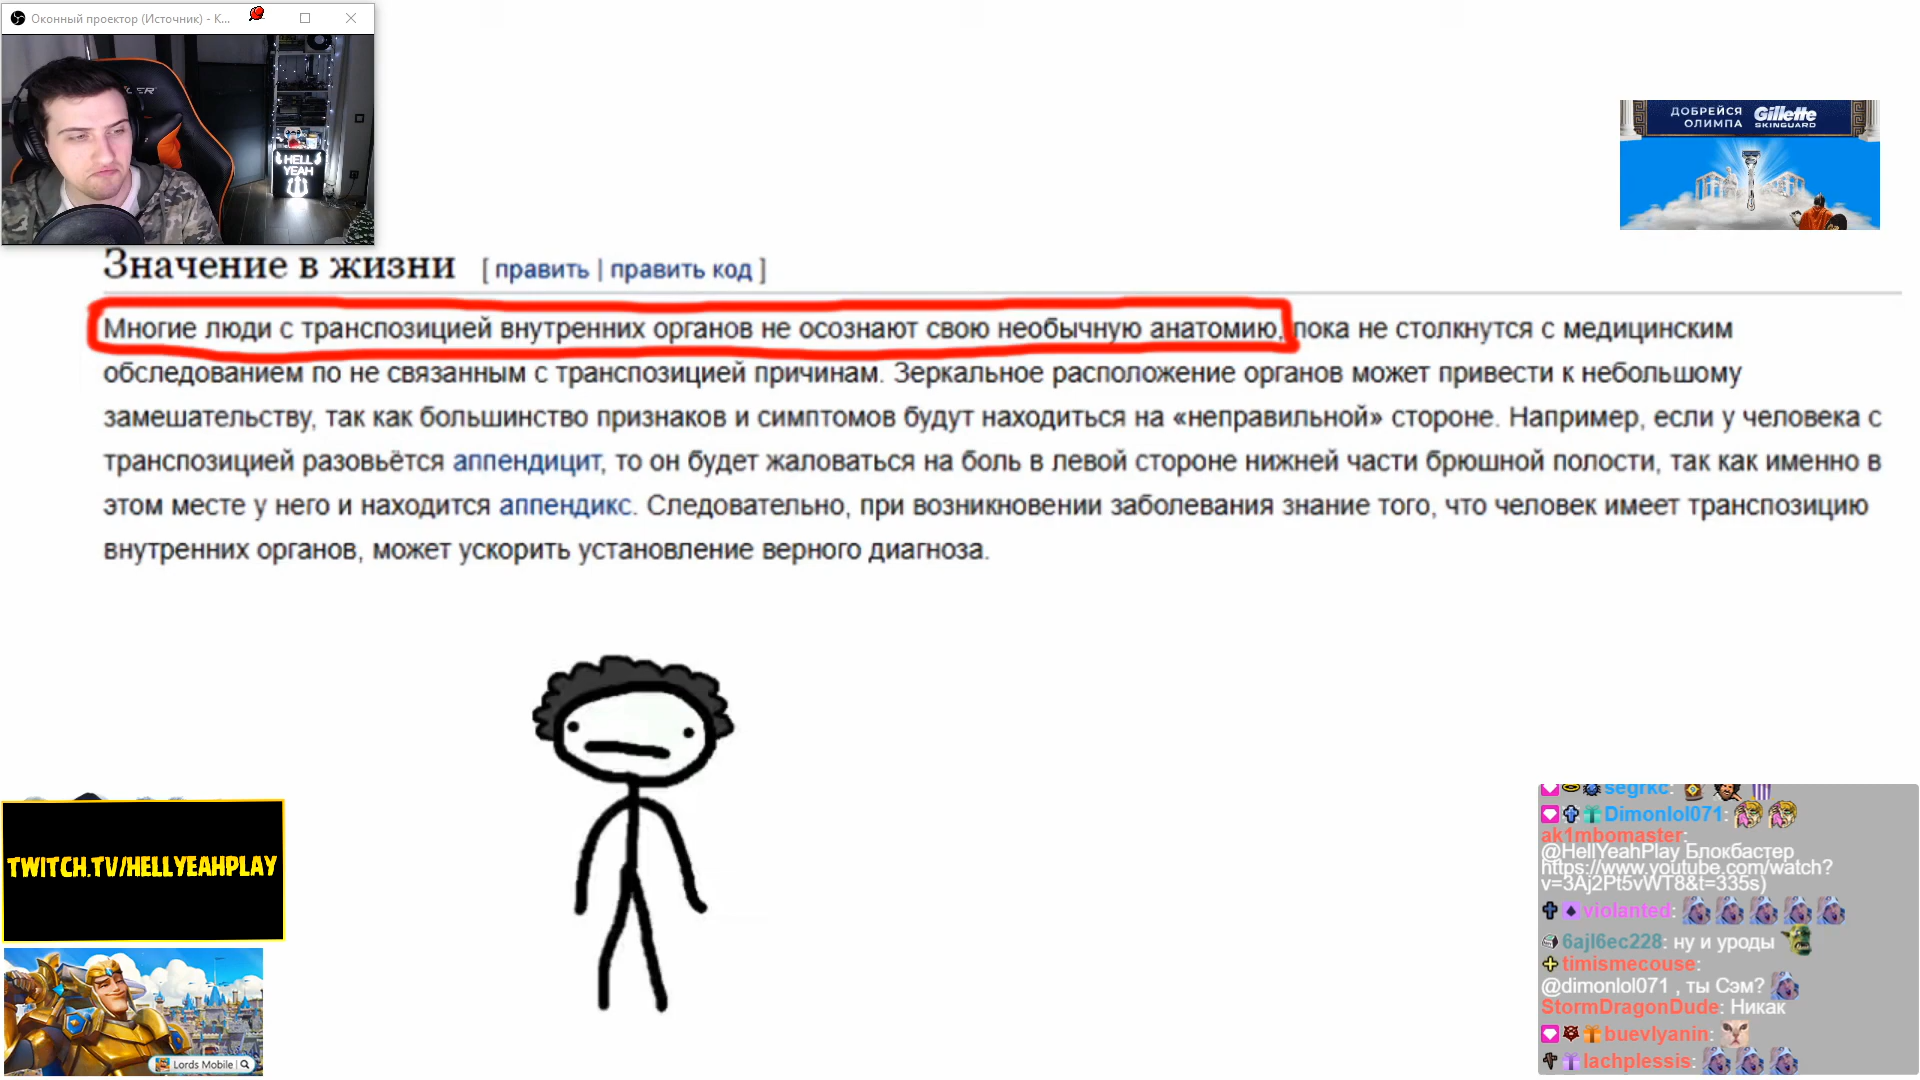 Оконный проектор (Источник) - К...
HELL
YEAH
ДОБРЕЙСЯ
ОЛИМПА
Gillette
SKINGUARD
Значение в жизни [ править | править код ]
Многие люди с транспозицией внутренних органов не осознают свою необычную анатомию, пока не столкнутся с медицинским
обследованием по не связанным с транспозицией причинам. Зеркальное расположение органов может привести к небольшому
замешательству, так как большинство признаков и симптомов будут находиться на «неправильной» стороне. Например, если у человека с
транспозицией разовьётся аппендицит, то он будет жаловаться на боль в левой стороне нижней части брюшной полости, так как именно в
этом месте у него и находится аппендикс. Следовательно, при возникновении заболевания знание того, что человек имеет транспозицию
внутренних органов, может ускорить установление верного диагноза.
TWITCH.TV/HELLYEAHPLAY
Lords Mobile
segrkc:
Dimonlol071:
ak1mbomaster:
@HellYeahPlay Блокбастер
https://www.youtube.com/watch?
v=3Aj2Pt5vWT8&t=335s)
violanted:
6ajl6ec228: ну и уроды
timismecouse:
@dimonlol071 , ты Сэм?
StormDragonDude: Никак
buevlyanin:
lachplessis: